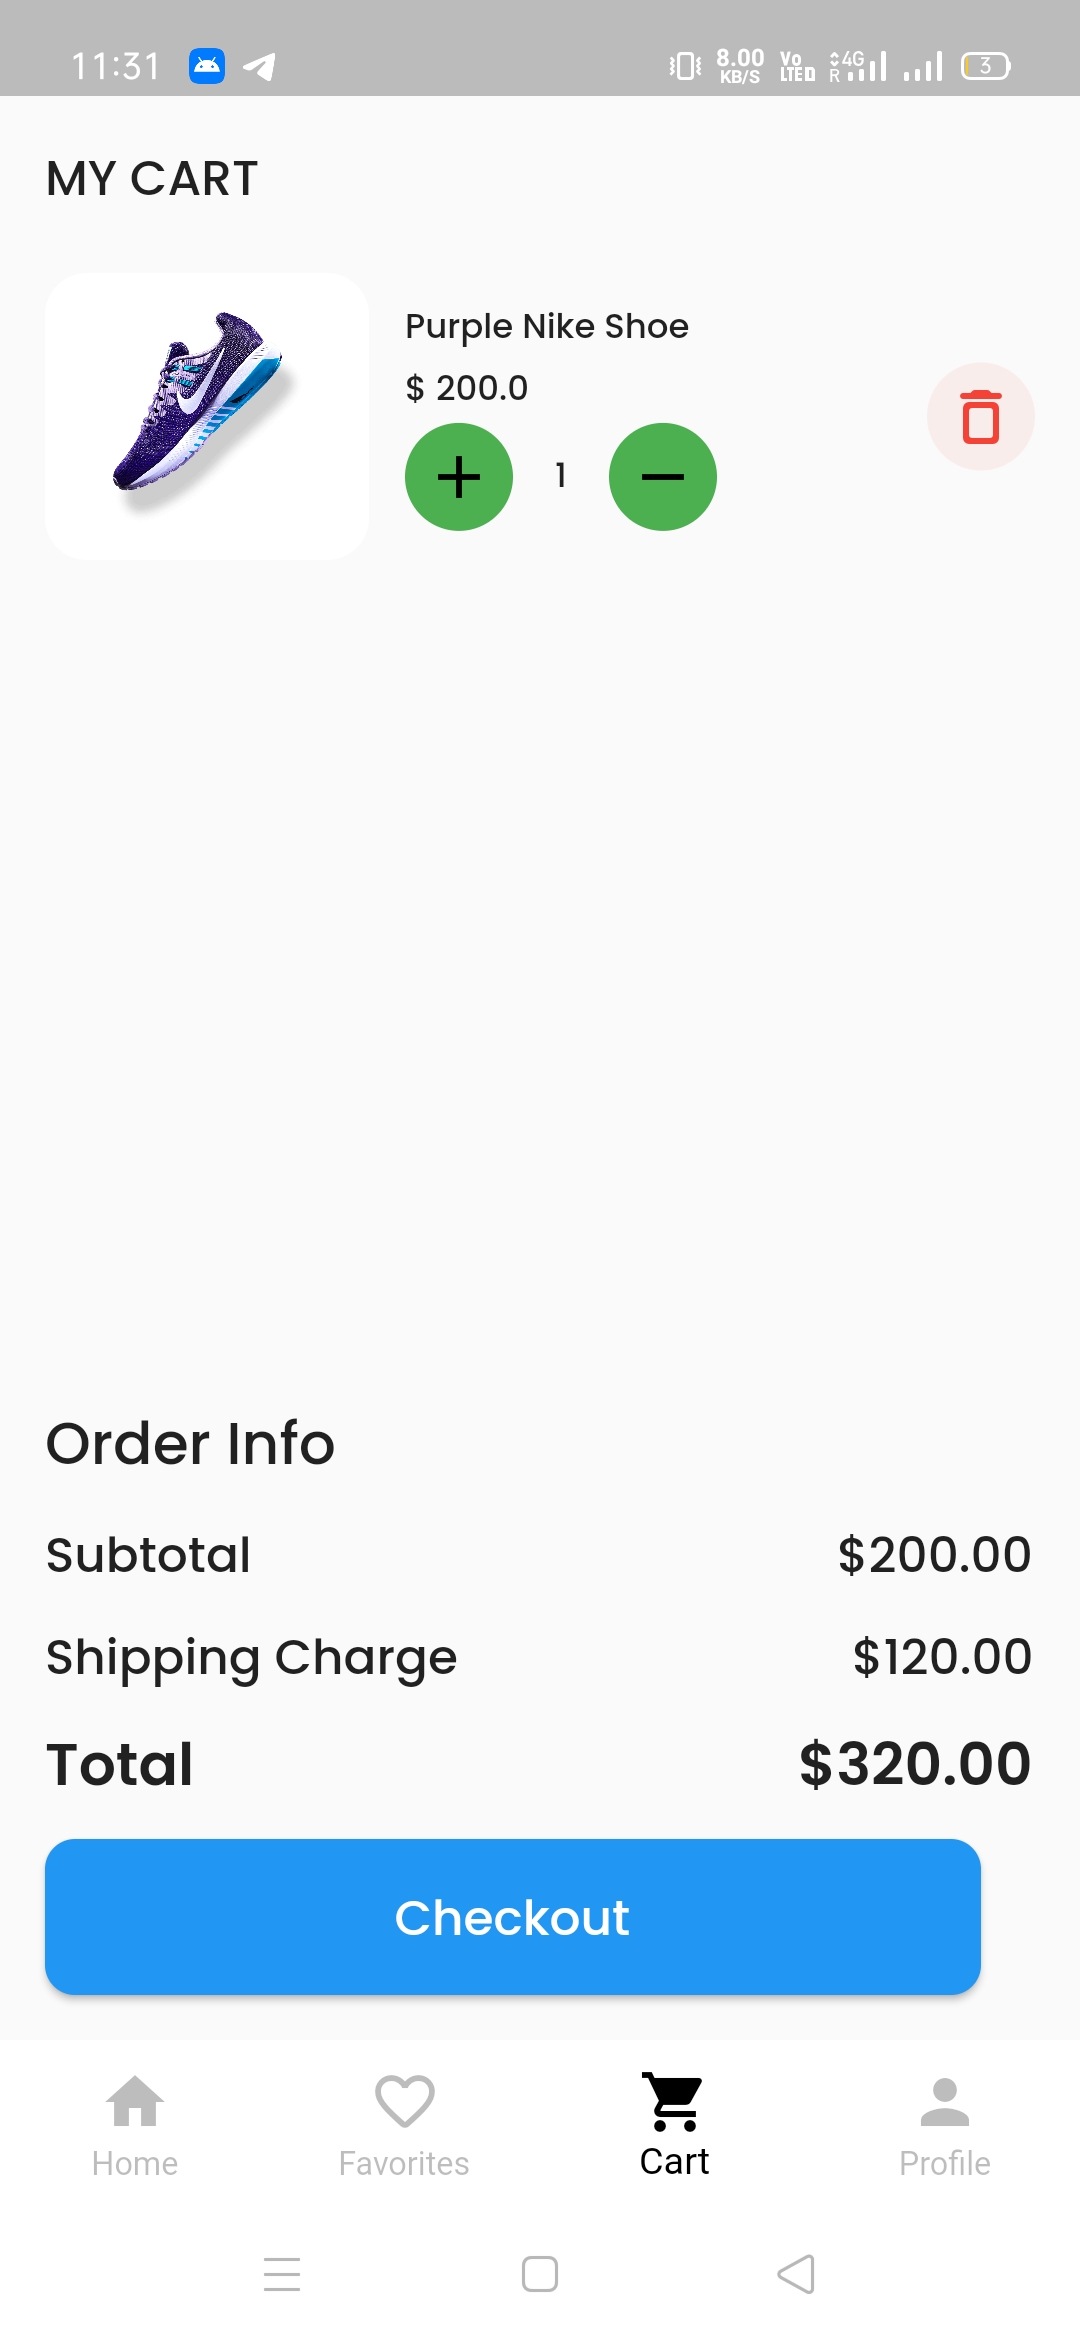 11:31 8.00 KB/S Vo LTE 4G R 3
MY CART
Purple Nike Shoe
$ 200.0
1
Order Info
Subtotal $200.00
Shipping Charge $120.00
Total $320.00
Checkout
Home Favorites Cart Profile